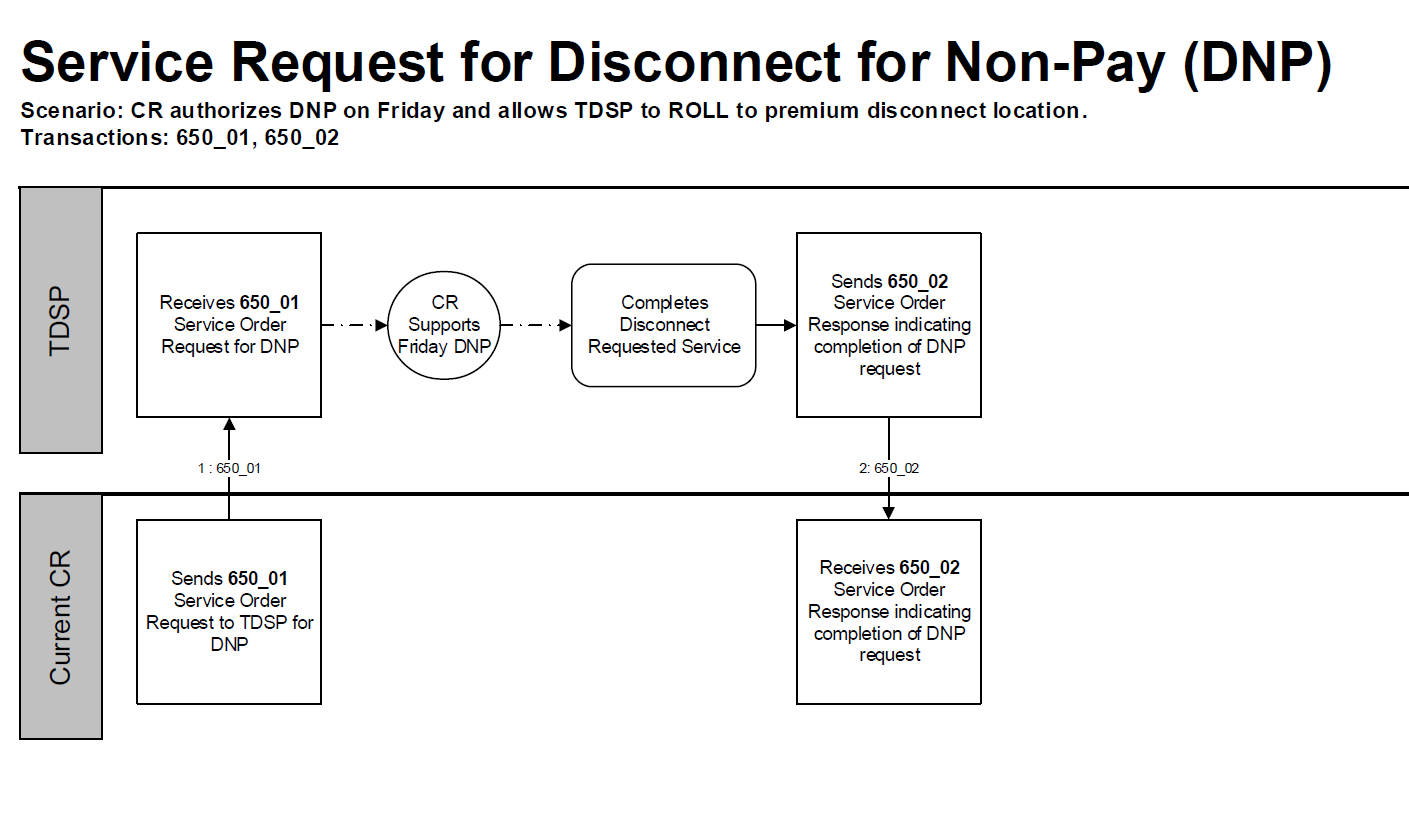 Service Request for Disconnect for Non-Pay (DNP)
Scenario: CR authorizes DNP on Friday and allows TDSP to ROLL to premium disconnect location.
Transactions: 650_01, 650_02
TDSP
Receives 650_01
Service Order
Request for DNP
CR
Supports
Friday DNP
Completes
Disconnect
Requested Service
Sends 650_02
Service Order
Response indicating
completion of DNP
request
1 : 650_01
2: 650_02
Current CR
Sends 650_01
Service Order
Request to TDSP for
DNP
Receives 650_02
Service Order
Response indicating
completion of DNP
request